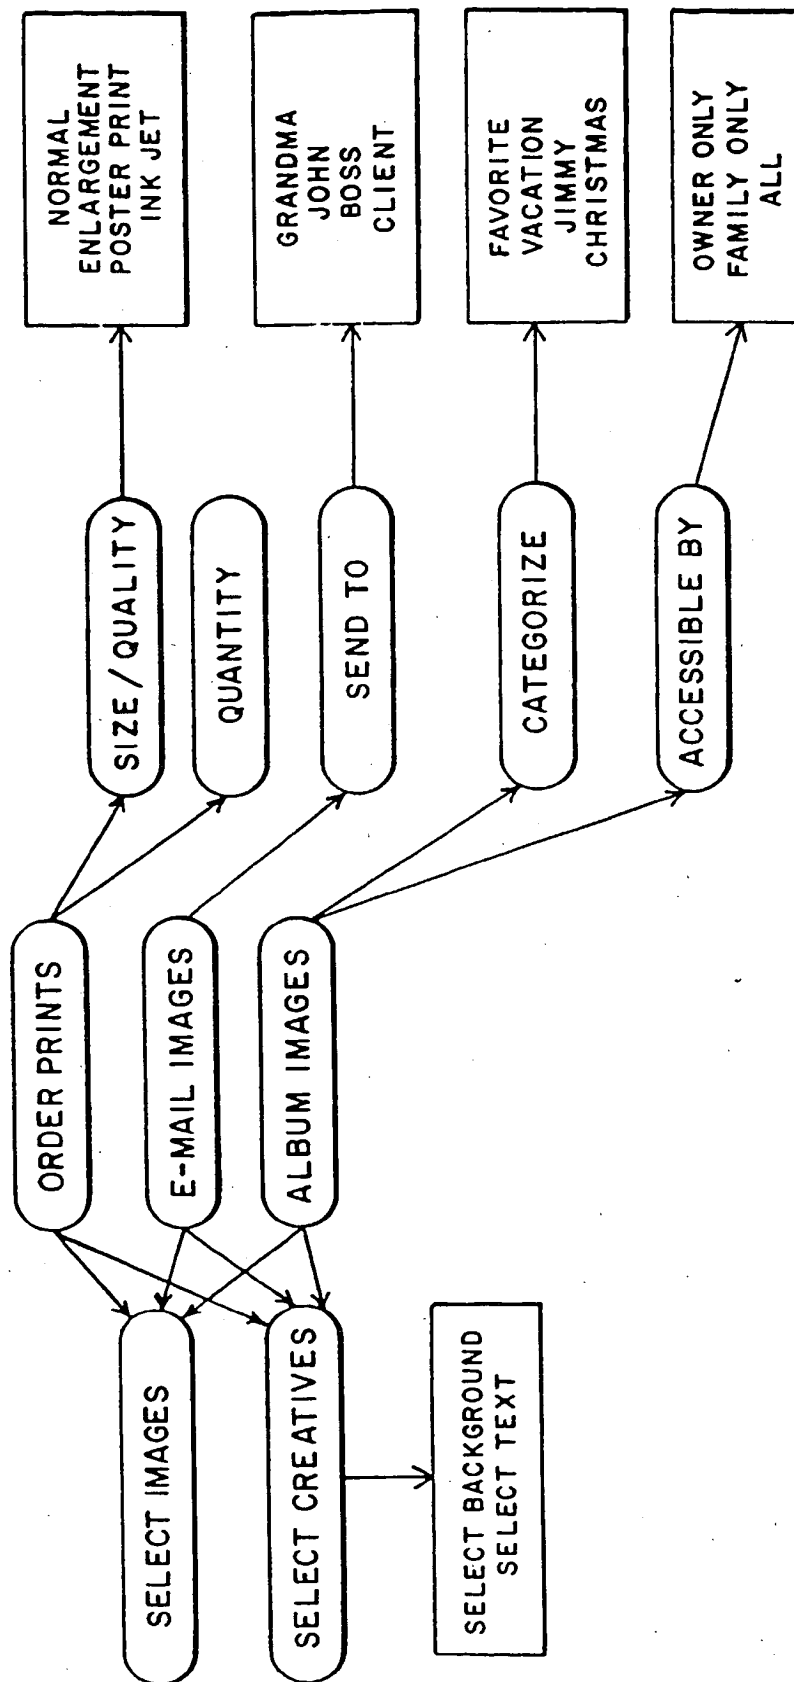 ORDER PRINTS
E-MAIL IMAGES
ALBUM IMAGES
SELECT IMAGES
SELECT CREATIVES
SELECT BACKGROUND
SELECT TEXT
SIZE / QUALITY
QUANTITY
SEND TO
CATEGORIZE
ACCESSIBLE BY
NORMAL
ENLARGEMENT
POSTER PRINT
INK JET
GRANDMA
JOHN
BOSS
CLIENT
FAVORITE
VACATION
JIMMY
CHRISTMAS
OWNER ONLY
FAMILY ONLY
ALL